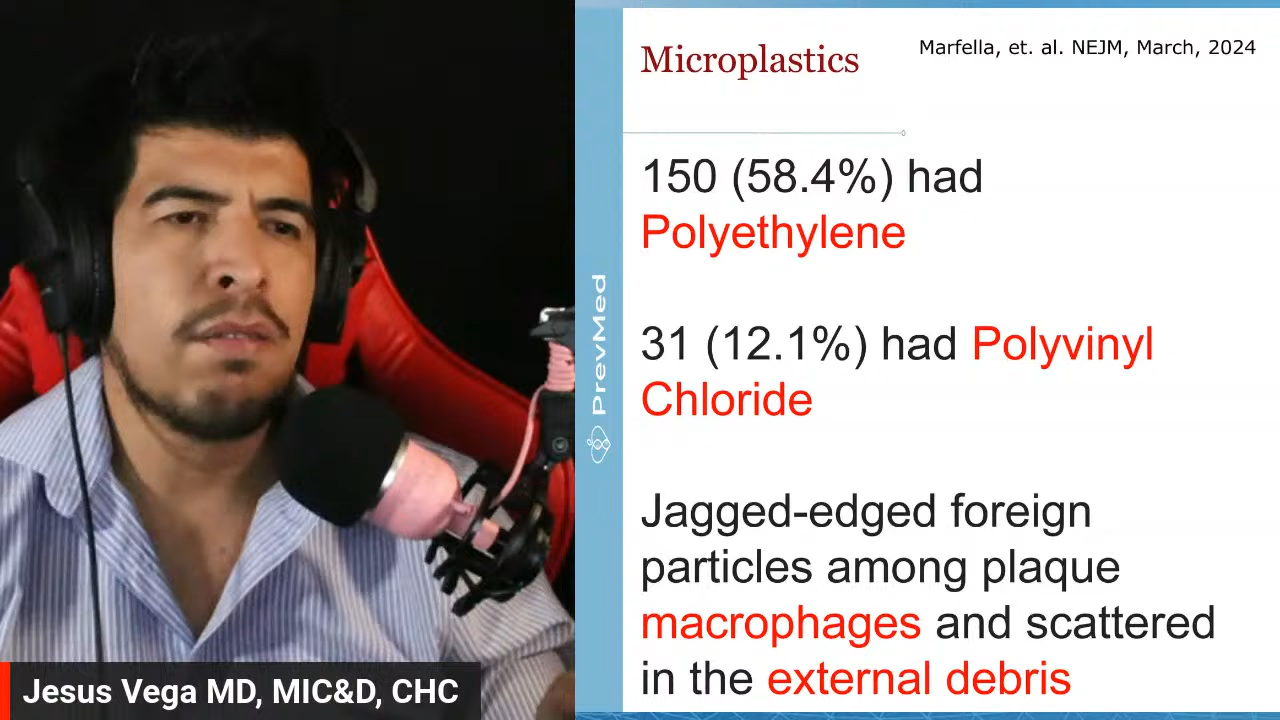 Microplastics
Marfella, et. al. NEJM, March, 2024
150 (58.4%) had
Polyethylene
31 (12.1%) had Polyvinyl
Chloride
Jagged-edged foreign
particles among plaque
macrophages and scattered
in the external debris
PrevMed
Jesus Vega MD, MIC&D, CHC